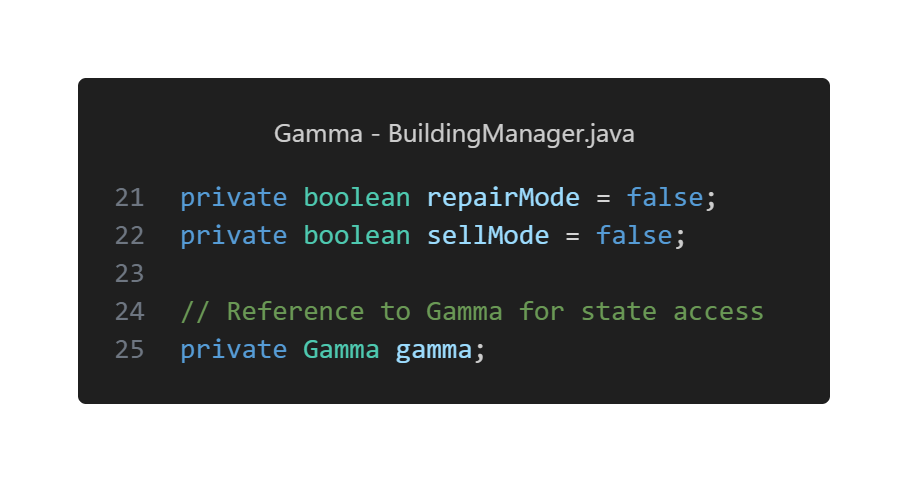 Gamma - BuildingManager.java
21 private boolean repairMode = false;
22 private boolean sellMode = false;
23
24 // Reference to Gamma for state access
25 private Gamma gamma;